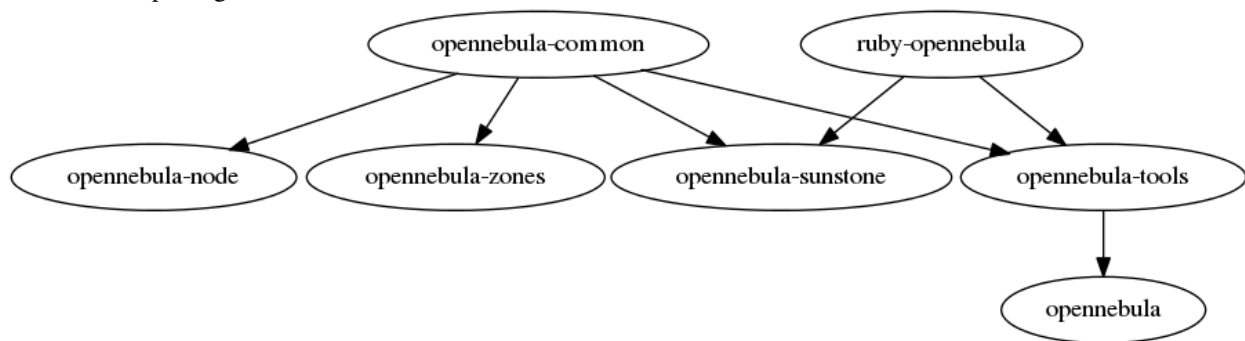 opennebula-common
ruby-opennebula
opennebula-node
opennebula-zones
opennebula-sunstone
opennebula-tools
opennebula